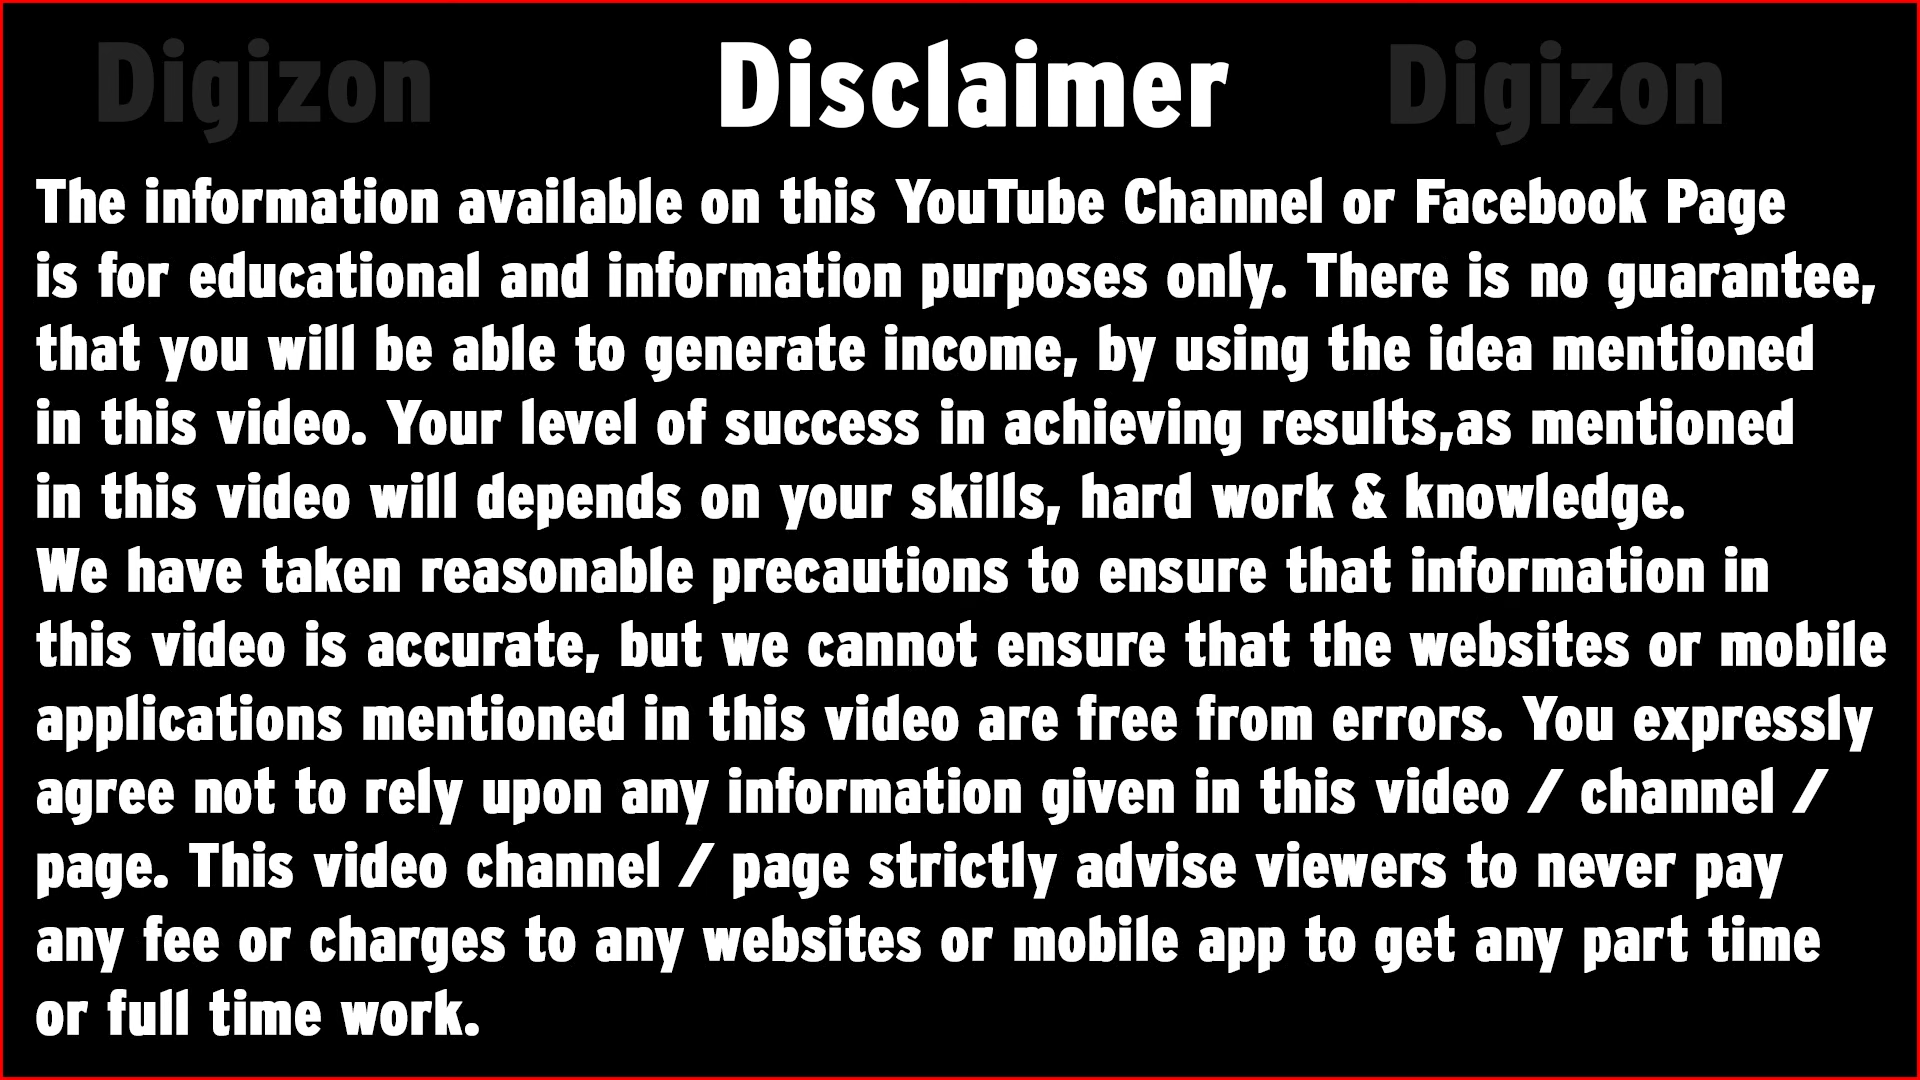 Digizon Disclaimer Digizon
The information available on this YouTube Channel or Facebook Page
is for educational and information purposes only. There is no guarantee,
that you will be able to generate income, by using the idea mentioned
in this video. Your level of success in achieving results,as mentioned
in this video will depends on your skills, hard work & knowledge.
We have taken reasonable precautions to ensure that information in
this video is accurate, but we cannot ensure that the websites or mobile
applications mentioned in this video are free from errors. You expressly
agree not to rely upon any information given in this video / channel /
page. This video channel / page strictly advise viewers to never pay
any fee or charges to any websites or mobile app to get any part time
or full time work.